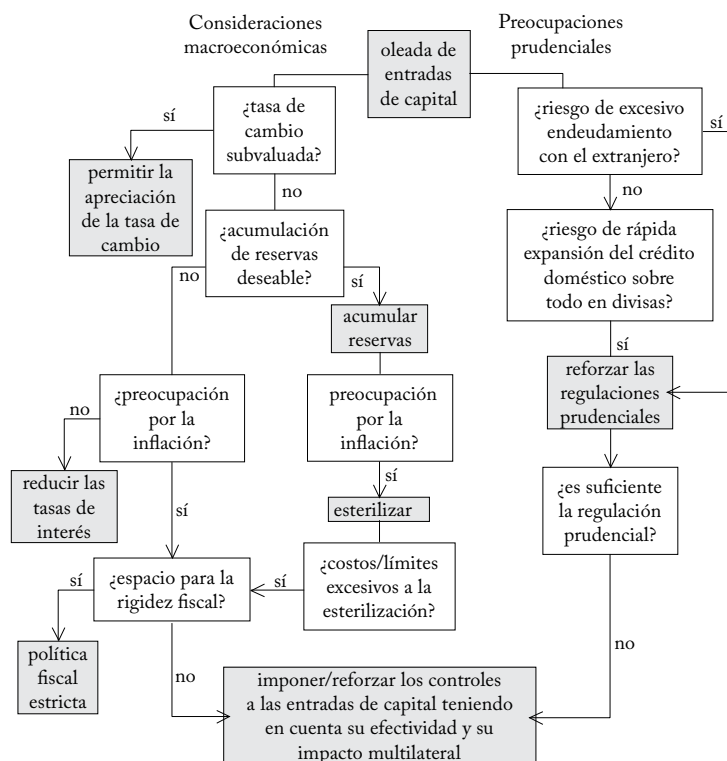 Consideraciones
macroeconómicas
Preocupaciones
prudenciales
oleada de
entradas
de capital
¿tasa de
cambio
subvaluada?
sí
permitir la
apreciación
de la tasa de
cambio
no
¿acumulación
de reservas
deseable?
no
sí
acumular
reservas
¿preocupación
por la
inflación?
no
reducir las
tasas de
interés
sí
preocupación
por la
inflación?
sí
esterilizar
¿costos/límites
excesivos a la
esterilización?
sí
¿espacio para la
rigidez fiscal?
sí
política
fiscal
estricta
no
¿riesgo de excesivo
endeudamiento
con el extranjero?
sí
no
¿riesgo de rápida
expansión del crédito
doméstico sobre
todo en divisas?
sí
reforzar las
regulaciones
prudenciales
¿es suficiente
la regulación
prudencial?
no
imponer/reforzar los controles
a las entradas de capital teniendo
en cuenta su efectividad y su
impacto multilateral